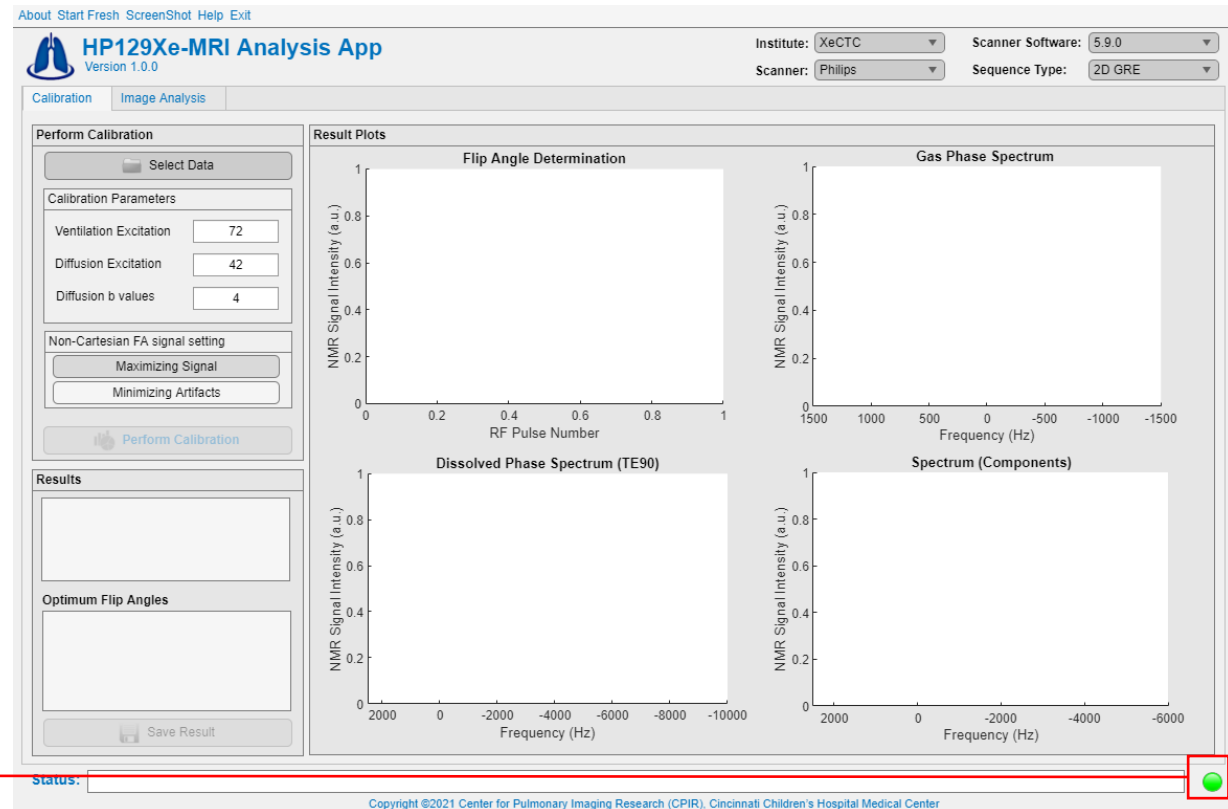 About Start Fresh ScreenShot Help Exit
HP129Xe-MRI Analysis App
Version 1.0.0
Institute: XeCTC Scanner Software: 5.9.0
Scanner: Philips Sequence Type: 2D GRE
Calibration Image Analysis
Perform Calibration
Select Data
Calibration Parameters
Ventilation Excitation 72
Diffusion Excitation 42
Diffusion b values 4
Non-Cartesian FA signal setting
Maximizing Signal
Minimizing Artifacts
Perform Calibration
Results
Optimum Flip Angles
Save Result
Result Plots
Flip Angle Determination
NMR Signal Intensity (a.u.)
1
0.8
0.6
0.4
0.2
0
0 0.2 0.4 0.6 0.8 1
RF Pulse Number
Gas Phase Spectrum
NMR Signal Intensity (a.u.)
1
0.8
0.6
0.4
0.2
0
1500 1000 500 0 -500 -1000 -1500
Frequency (Hz)
Dissolved Phase Spectrum (TE90)
NMR Signal Intensity (a.u.)
1
0.8
0.6
0.4
0.2
0
2000 0 -2000 -4000 -6000 -8000 -10000
Frequency (Hz)
Spectrum (Components)
NMR Signal Intensity (a.u.)
1
0.8
0.6
0.4
0.2
0
2000 0 -2000 -4000 -6000
Frequency (Hz)
Status:
Copyright ©2021 Center for Pulmonary Imaging Research (CPIR), Cincinnati Children's Hospital Medical Center